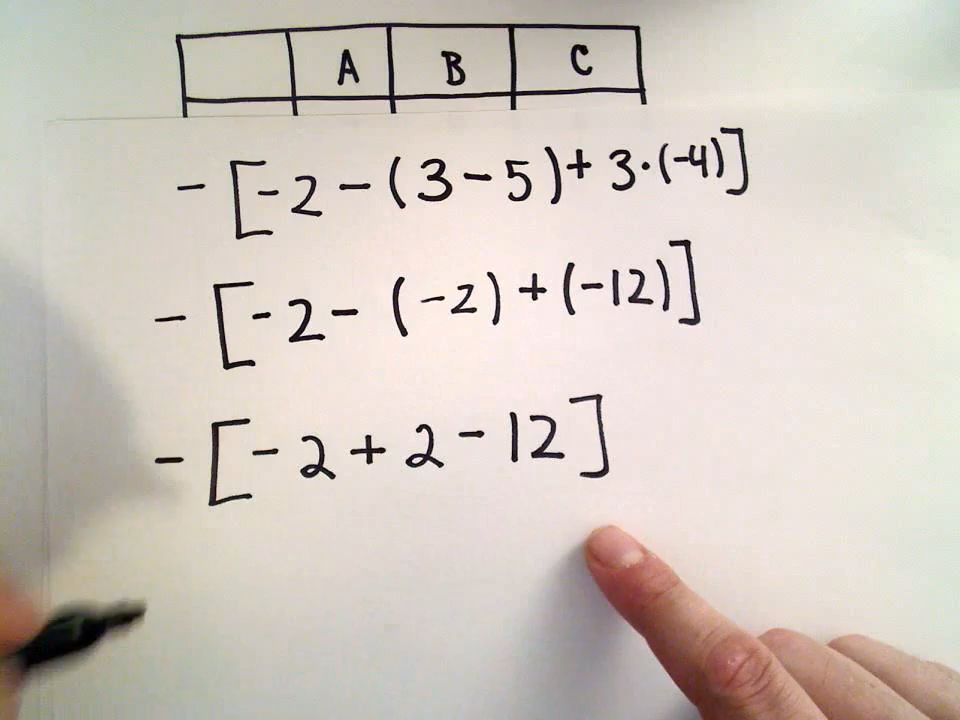 A B C
- [-2 - (3 - 5) + 3 · (-4)]
- [-2 - (-2) + (-12)]
- [-2 + 2 - 12]